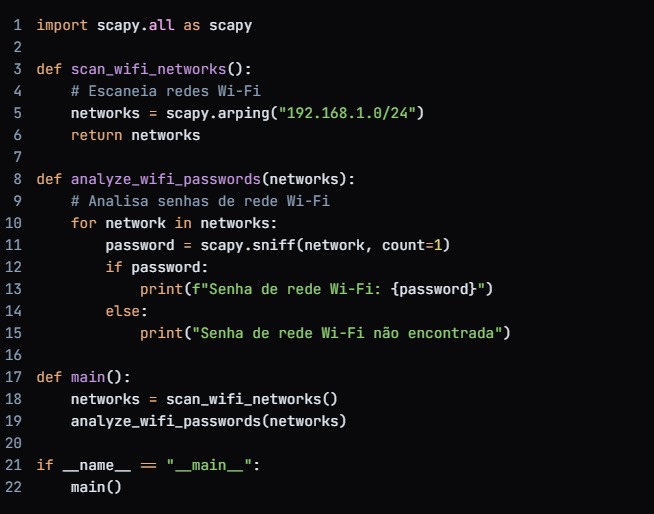 1 import scapy.all as scapy
2
3 def scan_wifi_networks():
4     # Escaneia redes Wi-Fi
5     networks = scapy.arping("192.168.1.0/24")
6     return networks
7
8 def analyze_wifi_passwords(networks):
9     # Analisa senhas de rede Wi-Fi
10     for network in networks:
11         password = scapy.sniff(network, count=1)
12         if password:
13             print(f"Senha de rede Wi-Fi: {password}")
14         else:
15             print("Senha de rede Wi-Fi não encontrada")
16
17 def main():
18     networks = scan_wifi_networks()
19     analyze_wifi_passwords(networks)
20
21 if __name__ == "__main__":
22     main()